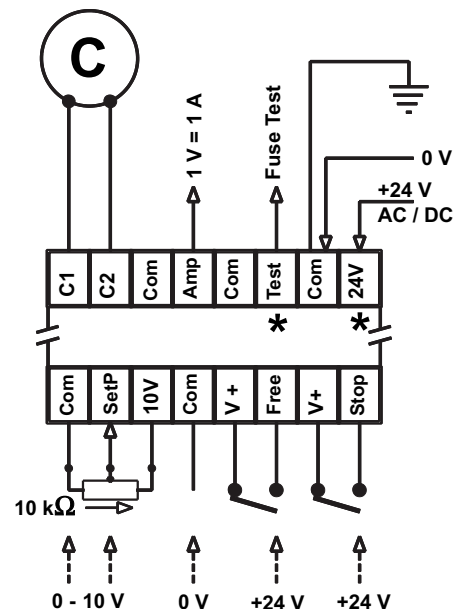 C
1 V = 1 A
Fuse Test
0 V
+24 V
AC / DC
C1 C2 Com Amp Com Test Com 24V
* *
Com SetP 10V Com V+ Free V+ Stop
10 kΩ
0 - 10 V 0 V +24 V +24 V